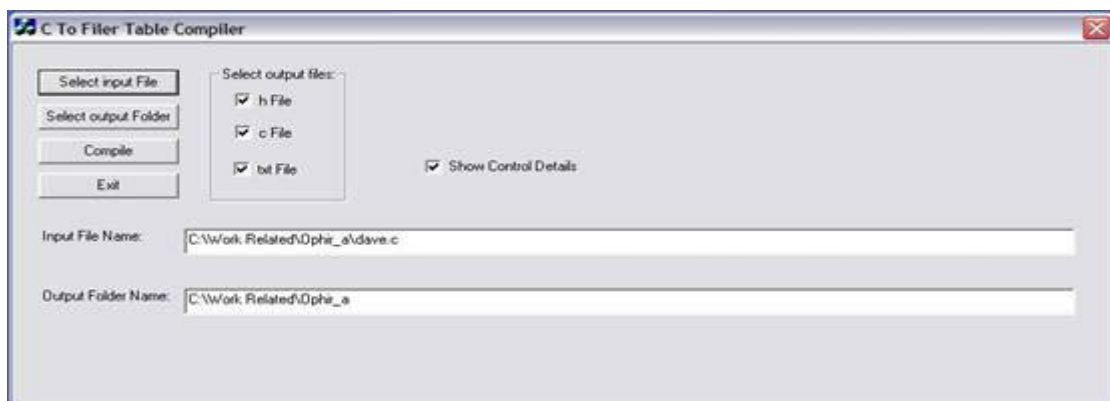 C To Filer Table Compiler
Select input File
Select output files:
h File
Select output Folder
c File
Compile
txt File
Show Control Details
Exit
Input File Name: C:\Work Related\Ophir_a\dave.c
Output Folder Name: C:\Work Related\Ophir_a